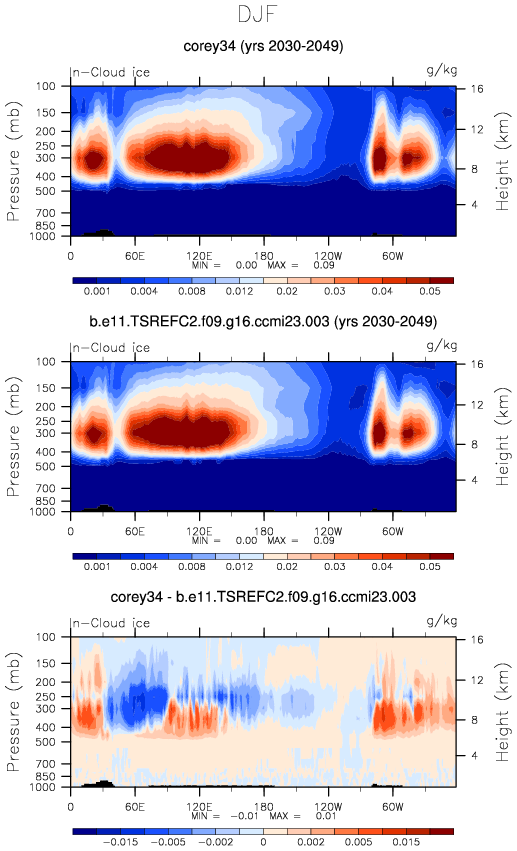 DJF
corey34 (yrs 2030-2049)
n-Cloud ice g/kg
100
150
200
250
300
400
500
700
850
1000
Pressure (mb)
16
12
8
4
Height (km)
0 60E 120E 180 120W 60W
MIN = 0.00 MAX = 0.09
0.001 0.004 0.008 0.012 0.02 0.03 0.04 0.05
b.e11.TSREFC2.f09.g16.ccmi23.003 (yrs 2030-2049)
n-Cloud ice g/kg
100
150
200
250
300
400
500
700
850
1000
Pressure (mb)
16
12
8
4
Height (km)
0 60E 120E 180 120W 60W
MIN = 0.00 MAX = 0.09
0.001 0.004 0.008 0.012 0.02 0.03 0.04 0.05
corey34 - b.e11.TSREFC2.f09.g16.ccmi23.003
n-Cloud ice g/kg
100
150
200
250
300
400
500
700
850
1000
Pressure (mb)
16
12
8
4
Height (km)
0 60E 120E 180 120W 60W
MIN = -0.01 MAX = 0.01
-0.015 -0.005 -0.002 0 0.002 0.005 0.015